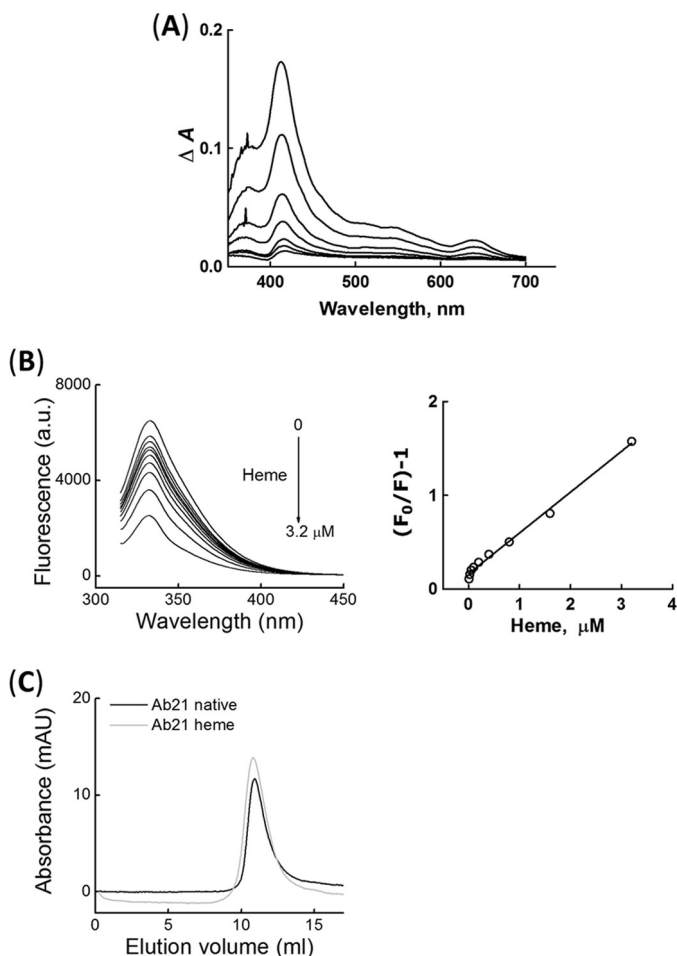 (A)
0.2
0.1
0.0
Δ A
400 500 600 700
Wavelength, nm
(B)
8000
4000
0
Fluorescence (a.u.)
0
Heme
3.2 μM
300 350 400 450
Wavelength (nm)
2
1
0
(F0/F)-1
0 1 2 3 4
Heme, μM
(C)
Ab21 native
Ab21 heme
20
10
0
Absorbance (mAU)
0 5 10 15
Elution volume (ml)